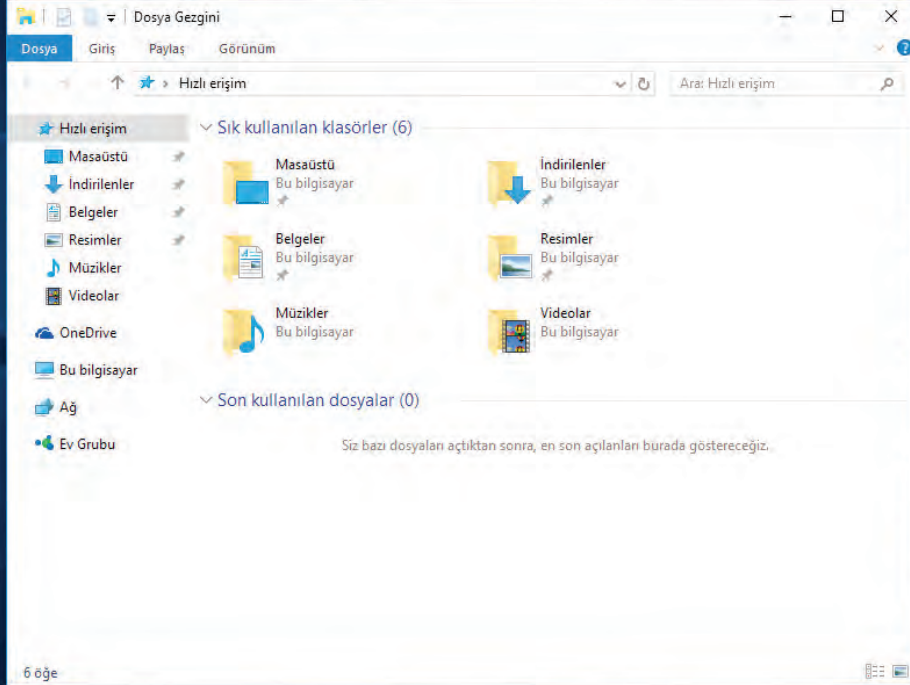 Dosya Gezgini
Dosya Giriş Paylaş Görünüm
Hızlı erişim
Ara: Hızlı erişim
Hızlı erişim
Masaüstü
İndirilenler
Belgeler
Resimler
Müzikler
Videolar
OneDrive
Bu bilgisayar
Ağ
Ev Grubu
Sık kullanılan klasörler (6)
Masaüstü
Bu bilgisayar
İndirilenler
Bu bilgisayar
Belgeler
Bu bilgisayar
Resimler
Bu bilgisayar
Müzikler
Bu bilgisayar
Videolar
Bu bilgisayar
Son kullanılan dosyalar (0)
Siz bazı dosyaları açtıktan sonra, en son açılanları burada göstereceğiz.
6 öğe